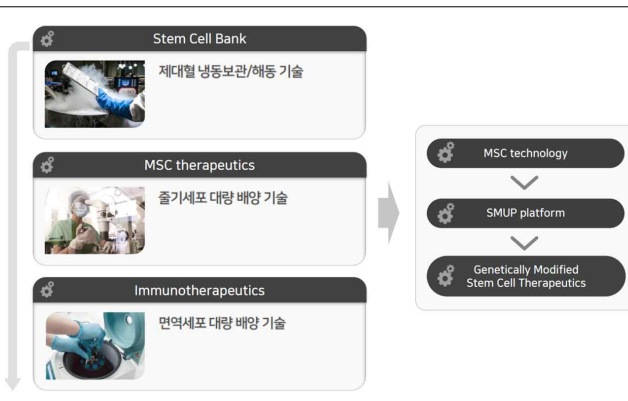 Stem Cell Bank
제대혈 냉동보관/해동 기술
MSC therapeutics
줄기세포 대량 배양 기술
Immunotherapeutics
면역세포 대량 배양 기술
MSC technology
SMUP platform
Genetically Modified
Stem Cell Therapeutics